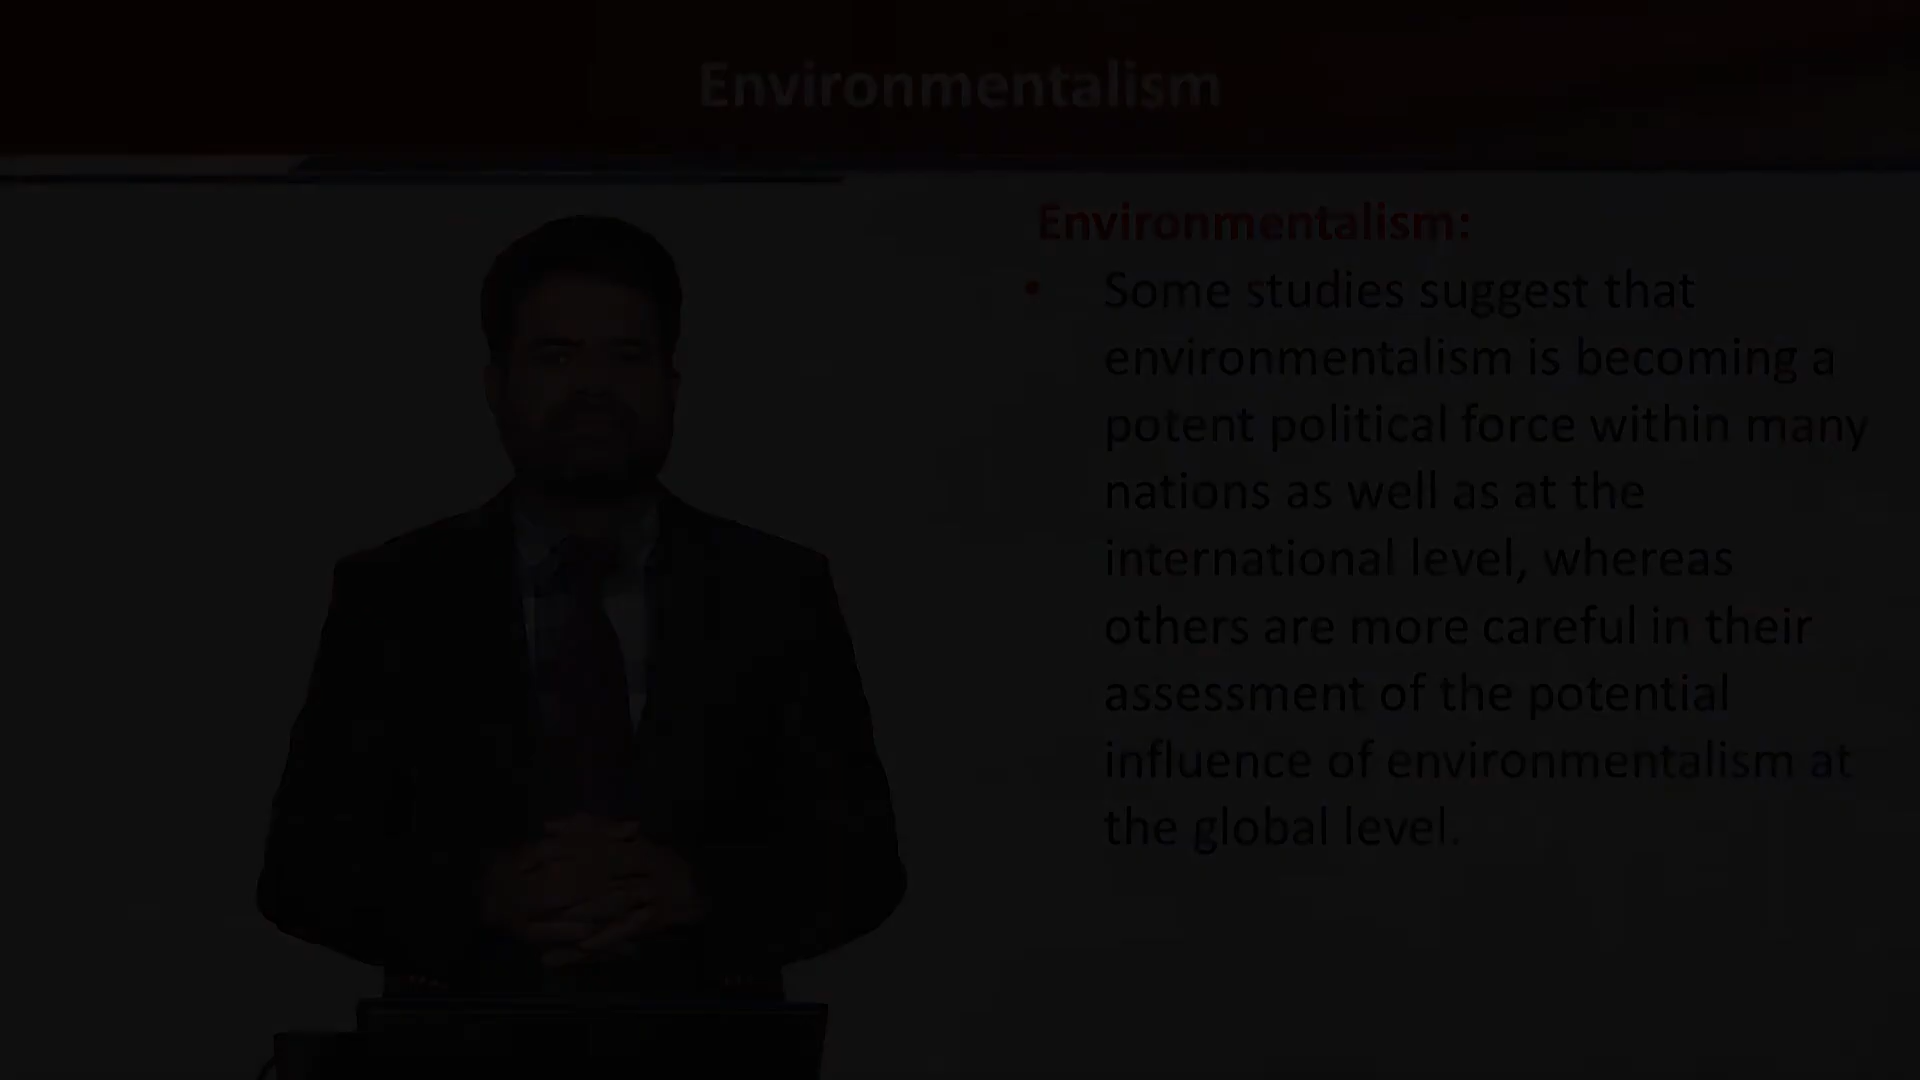 Environmentalism
Environmentalism:
• Some studies suggest that
environmentalism is becoming a
potent political force within many
nations as well as at the
international level, whereas
others are more careful in their
assessment of the potential
influence of environmentalism at
the global level.